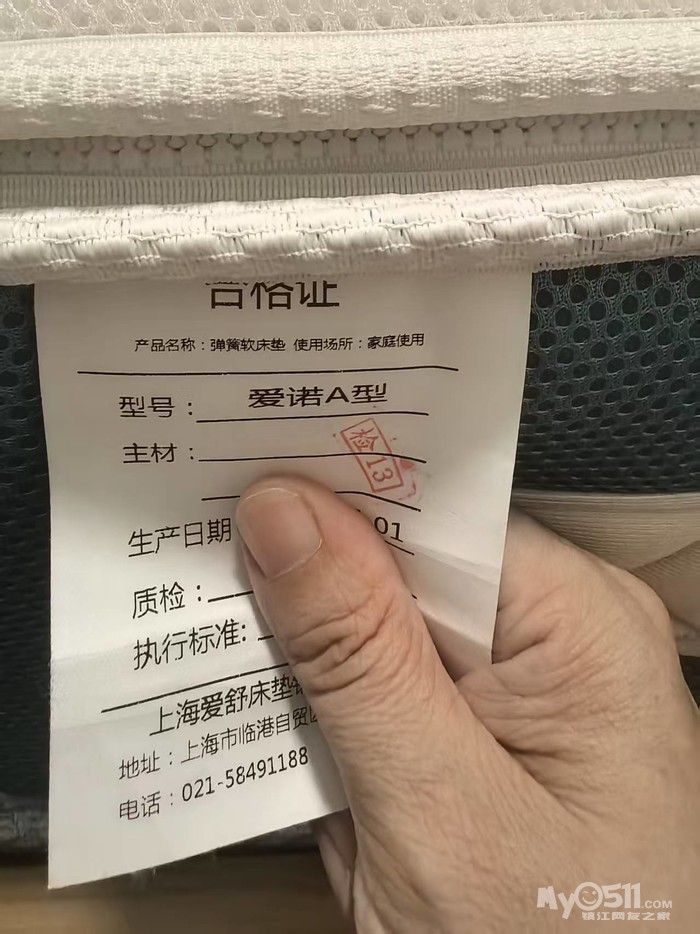 合格证
产品名称：弹簧软床垫 使用场所：家庭使用
型号： 爱诺A型
主材：
检13
生产日期 01
质检：
执行标准:
上海爱舒床垫
地址：上海市临港自贸区
电话：021-58491188
My0511.COM
镇江网友之家